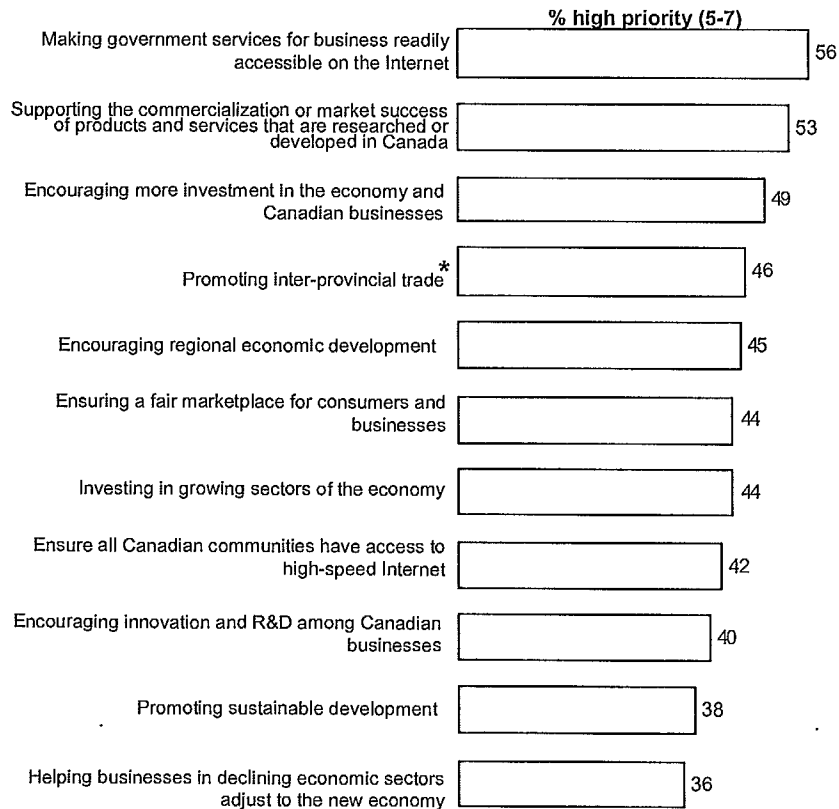 % high priority (5-7)
Making government services for business readily
accessible on the Internet
56
Supporting the commercialization or market success
of products and services that are researched or
developed in Canada
53
Encouraging more investment in the economy and
Canadian businesses
49
Promoting inter-provincial trade*
46
Encouraging regional economic development
45
Ensuring a fair marketplace for consumers and
businesses
44
Investing in growing sectors of the economy
44
Ensure all Canadian communities have access to
high-speed Internet
42
Encouraging innovation and R&D among Canadian
businesses
40
Promoting sustainable development
38
Helping businesses in declining economic sectors
adjust to the new economy
36